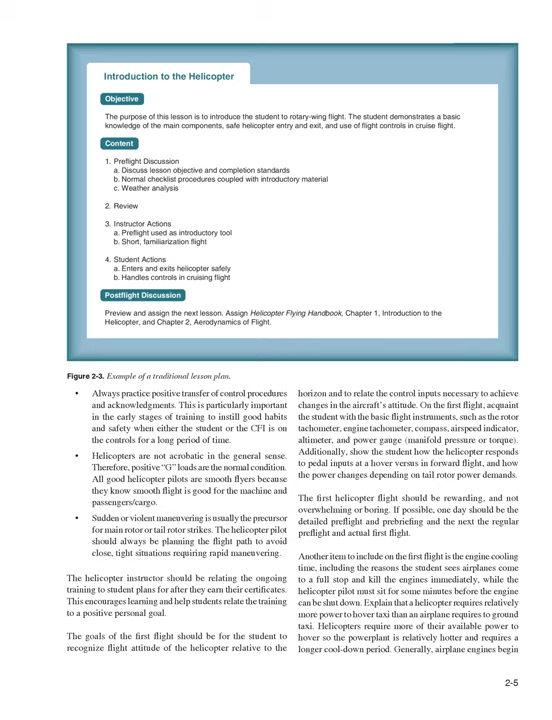 Introduction to the Helicopter
Objective
The purpose of this lesson is to introduce the student to rotary-wing flight. The student demonstrates a basic
knowledge of the main components, safe helicopter entry and exit, and use of flight controls in cruise flight.
Content
1. Preflight Discussion
a. Discuss lesson objective and completion standards
b. Normal checklist procedures coupled with introductory material
c. Weather analysis
2. Review
3. Instructor Actions
a. Preflight used as introductory tool
b. Short, familiarization flight
4. Student Actions
a. Enters and exits helicopter safely
b. Handles controls in cruising flight
Postflight Discussion
Preview and assign the next lesson. Assign Helicopter Flying Handbook, Chapter 1, Introduction to the
Helicopter, and Chapter 2, Aerodynamics of Flight.
Figure 2-3. Example of a traditional lesson plan.
• Always practice positive transfer of control procedures
and acknowledgments. This is particularly important
in the early stages of training to instill good habits
and safety when either the student or the CFI is on
the controls for a long period of time.
• Helicopters are not acrobatic in the general sense.
Therefore, positive “G” loads are the normal condition.
All good helicopter pilots are smooth flyers because
they know smooth flight is good for the machine and
passengers/cargo.
• Sudden or violent maneuvering is usually the precursor
for main rotor or tail rotor strikes. The helicopter pilot
should always be planning the flight path to avoid
close, tight situations requiring rapid maneuvering.
The helicopter instructor should be relating the ongoing
training to student plans for after they earn their certificates.
This encourages learning and help students relate the training
to a positive personal goal.
The goals of the first flight should be for the student to
recognize flight attitude of the helicopter relative to the
horizon and to relate the control inputs necessary to achieve
changes in the aircraft’s attitude. On the first flight, acquaint
the student with the basic flight instruments, such as the rotor
tachometer, engine tachometer, compass, airspeed indicator,
altimeter, and power gauge (manifold pressure or torque).
Additionally, show the student how the helicopter responds
to pedal inputs at a hover versus in forward flight, and how
the power changes depending on tail rotor power demands.
The first helicopter flight should be rewarding, and not
overwhelming or boring. If possible, one day should be the
detailed preflight and prebriefing and the next the regular
preflight and actual first flight.
Another item to include on the first flight is the engine cooling
time, including the reasons the student sees airplanes come
to a full stop and kill the engines immediately, while the
helicopter pilot must sit for some minutes before the engine
can be shut down. Explain that a helicopter requires relatively
more power to hover taxi than an airplane requires to ground
taxi. Helicopters require more of their available power to
hover so the powerplant is relatively hotter and requires a
longer cool-down period. Generally, airplane engines begin
2-5